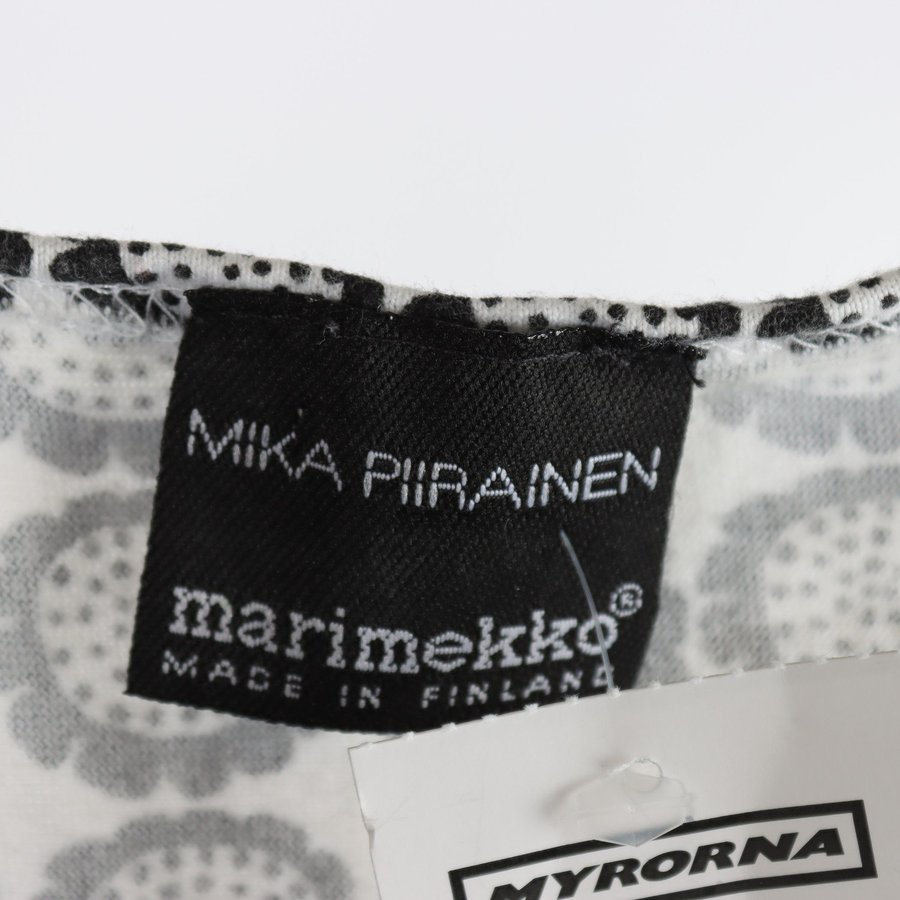 MIKA PIIRAINEN
marimekko®
MADE IN FINLAND
MYRORNA